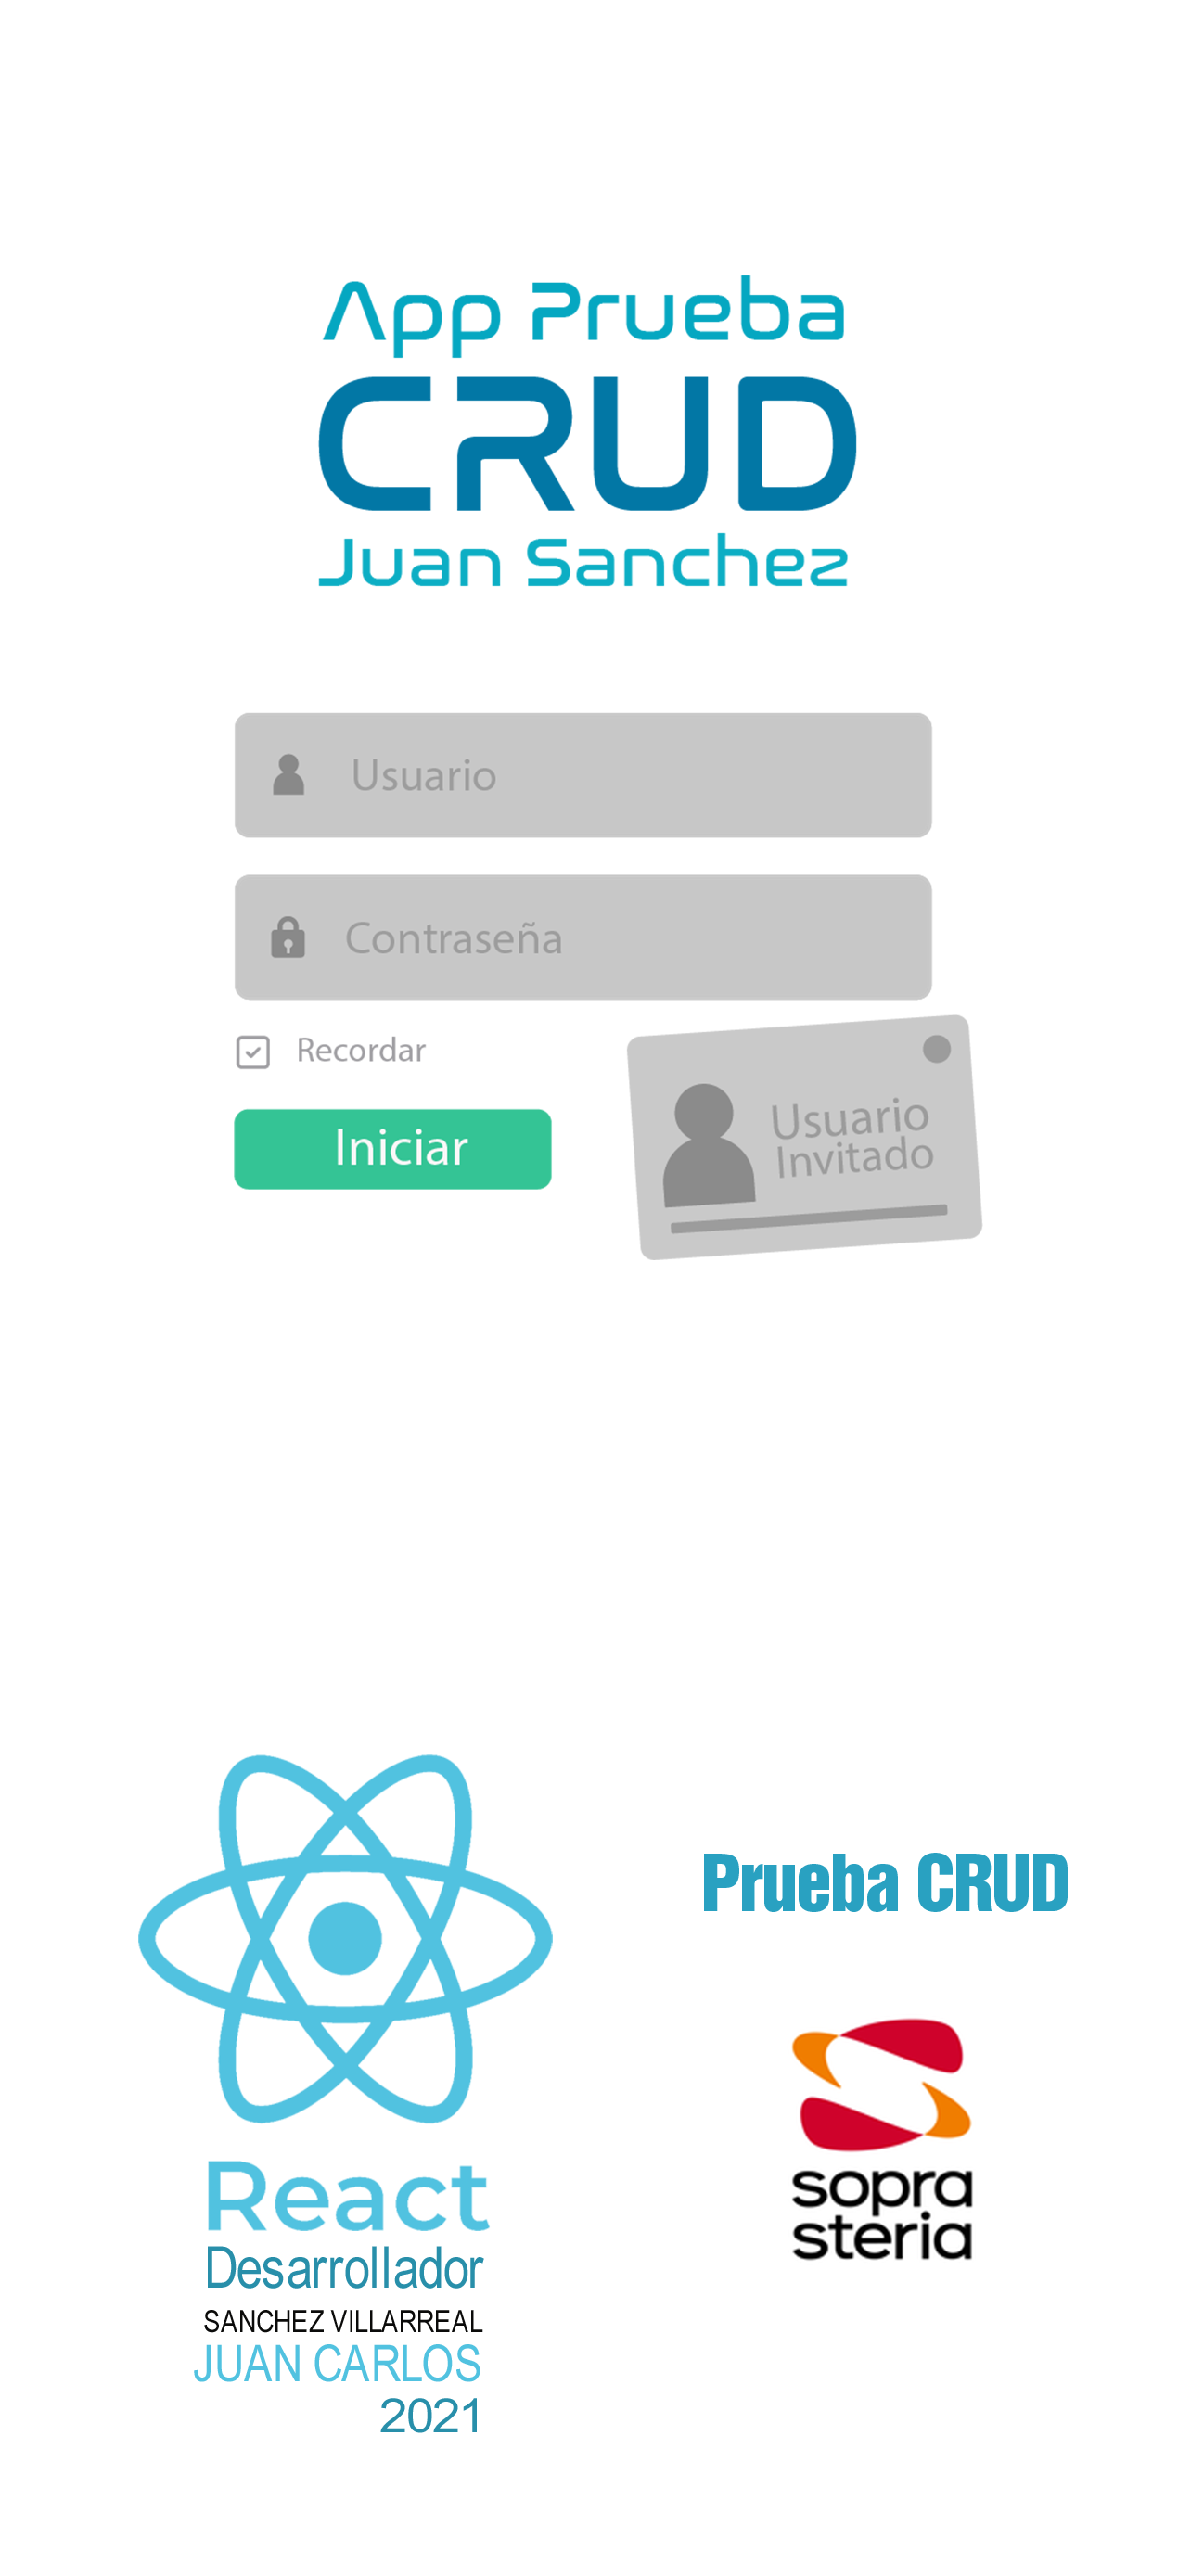 App Prueba
CRUD
Juan Sanchez
Usuario
Contraseña
Recordar
Iniciar
Usuario
Invitado
Prueba CRUD
sopra
steria
React
Desarrollador
SANCHEZ VILLARREAL
JUAN CARLOS
2021